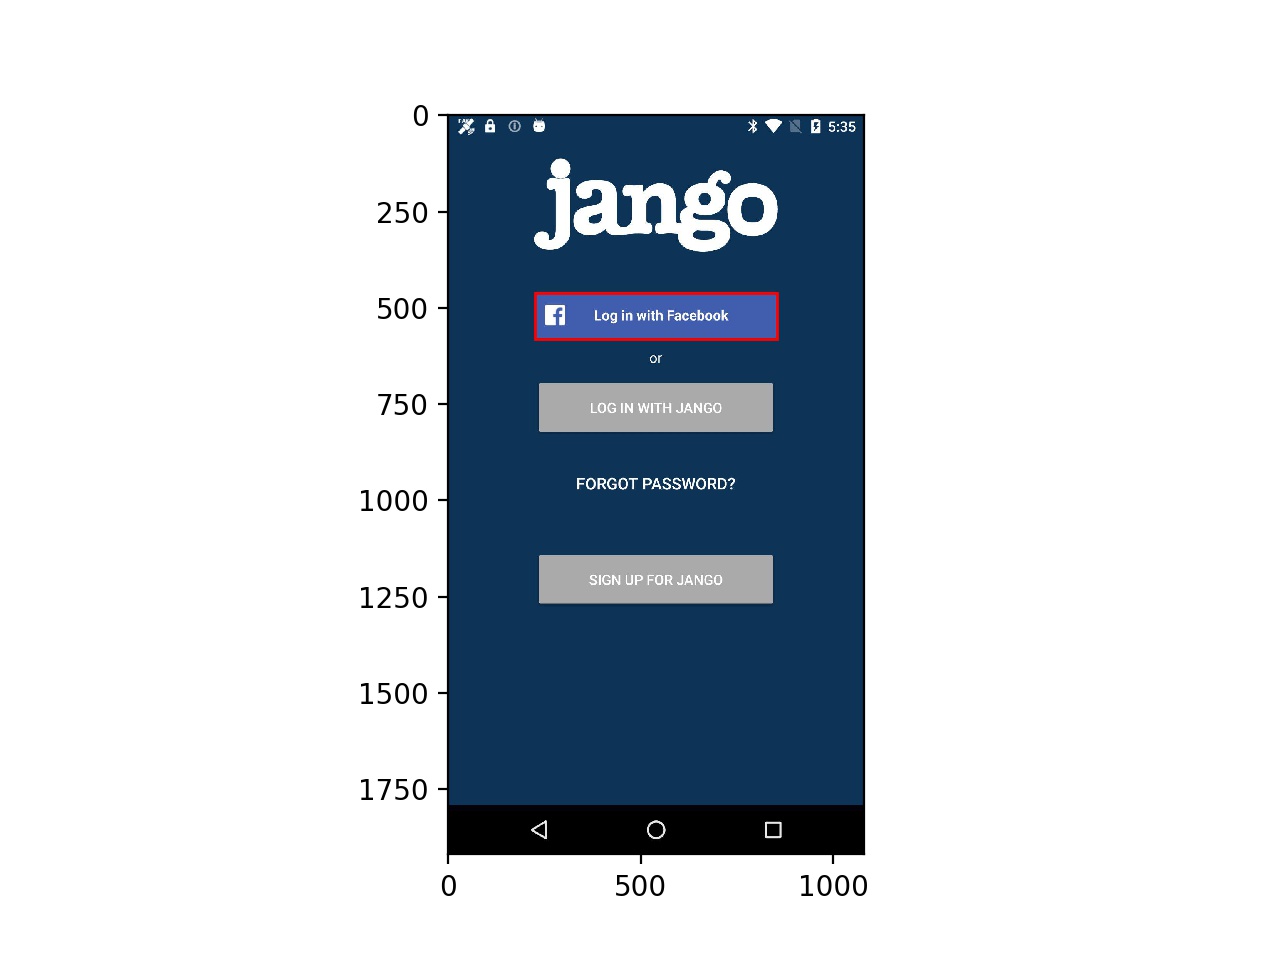 0
250
500
750
1000
1250
1500
1750
5:35
jango
Log in with Facebook
or
LOG IN WITH JANGO
FORGOT PASSWORD?
SIGN UP FOR JANGO
0 500 1000